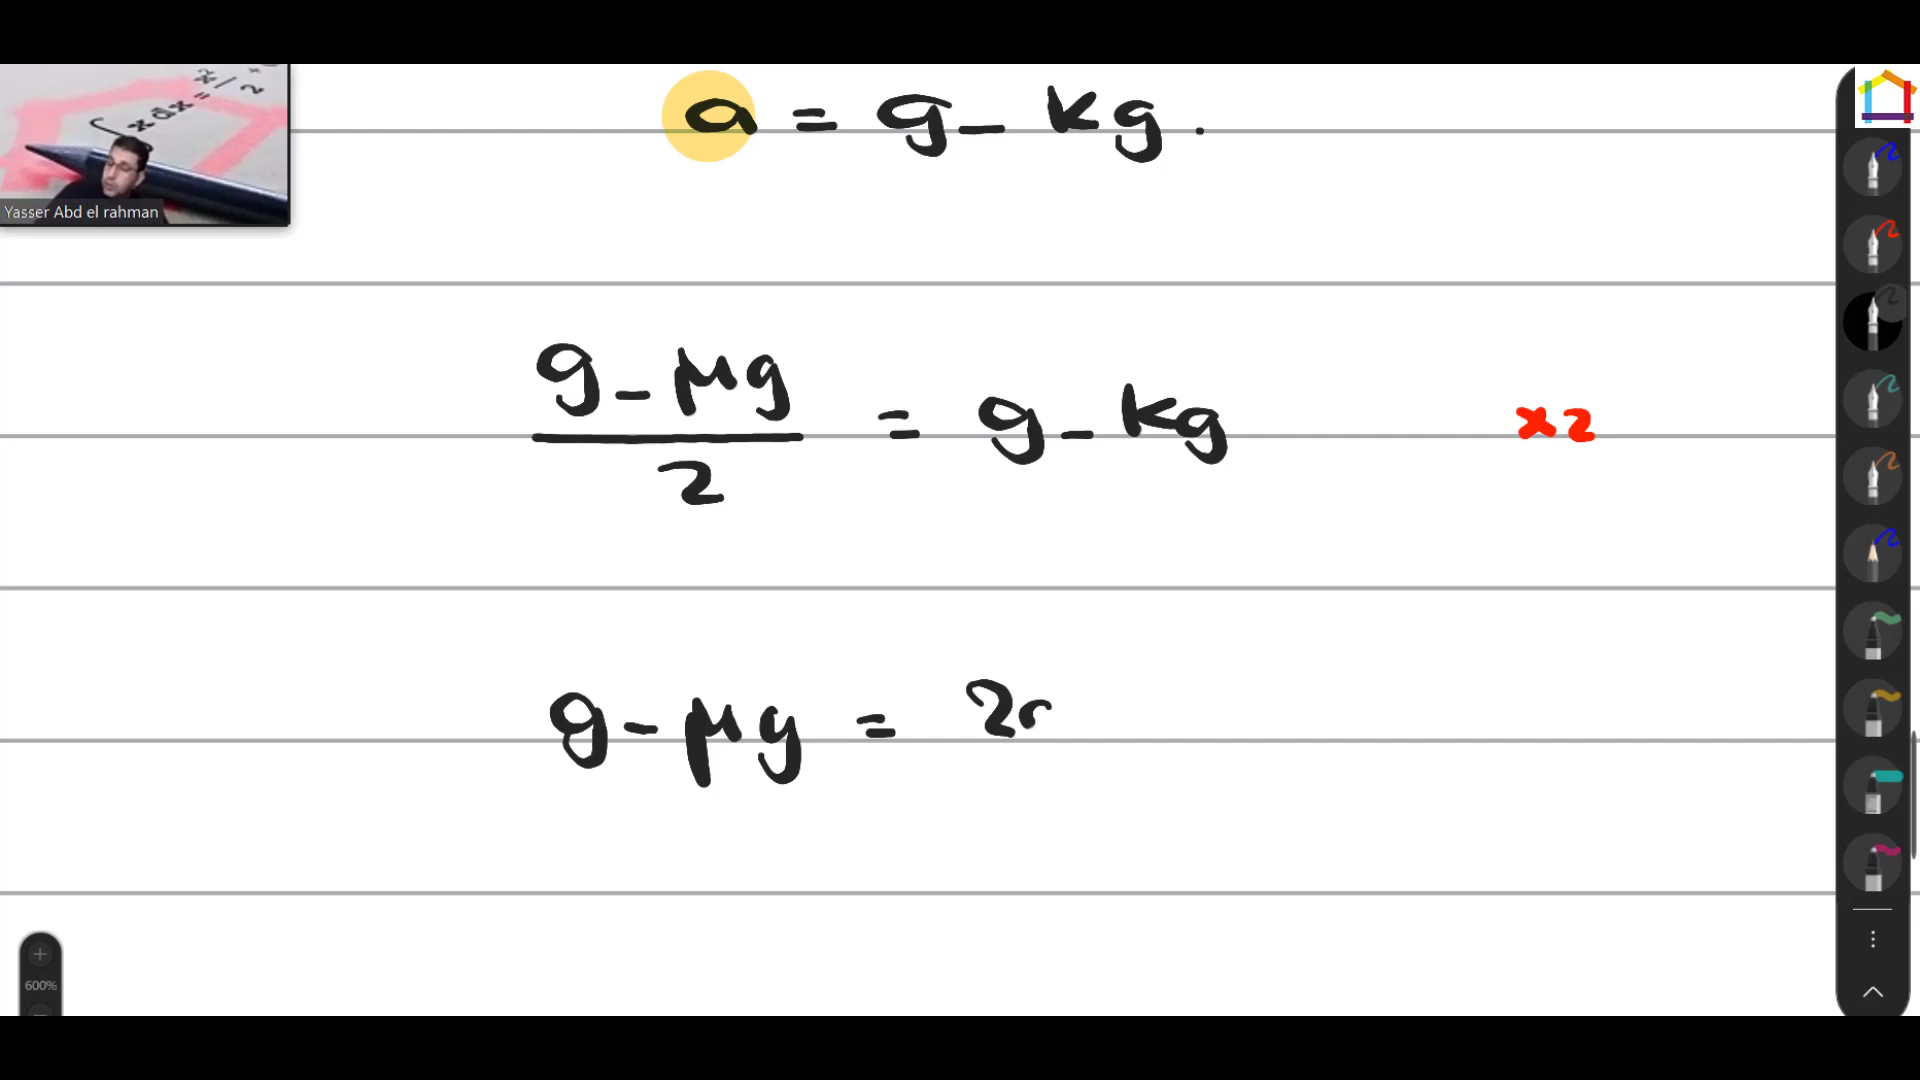 a = g - kg.
Yasser Abd el rahman
g - μg / 2 = g - kg
×2
g - μg = 2
600%